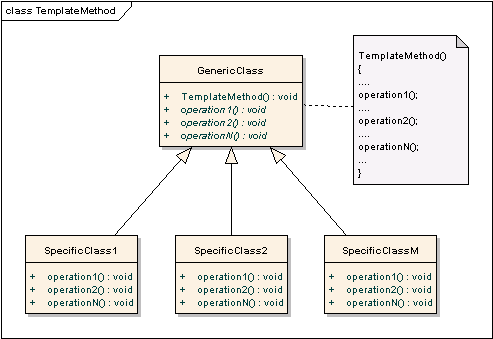 class TemplateMethod
GenericClass
+ TemplateMethod() : void
+ operation1() : void
+ operation2() : void
+ operationN() : void
TemplateMethod()
{
....
operation1();
....
operation2();
....
operationN();
...
}
SpecificClass1
+ operation1() : void
+ operation2() : void
+ operationN() : void
SpecificClass2
+ operation1() : void
+ operation2() : void
+ operationN() : void
SpecificClassM
+ operation1() : void
+ operation2() : void
+ operationN() : void